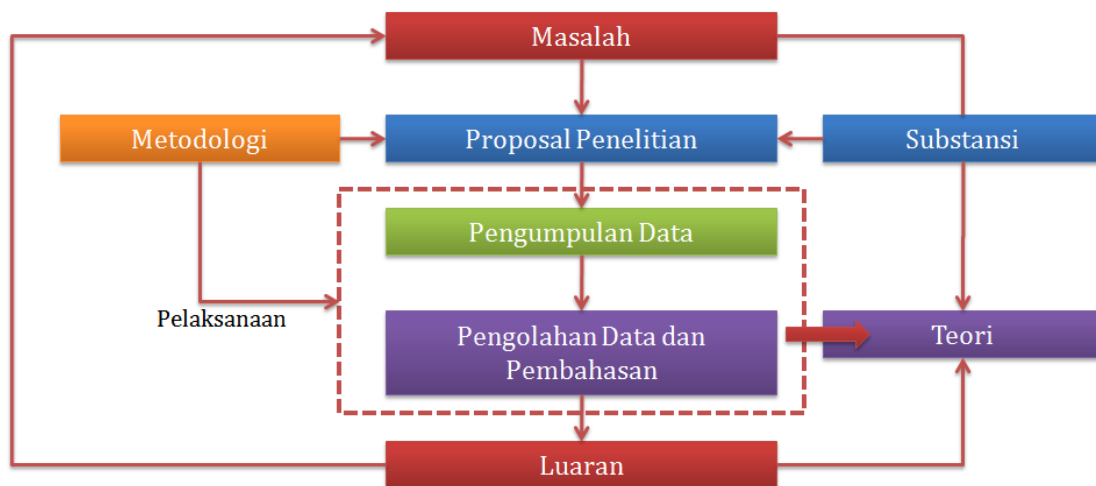 Masalah
Metodologi
Proposal Penelitian
Substansi
Pengumpulan Data
Pelaksanaan
Pengolahan Data dan
Pembahasan
Teori
Luaran